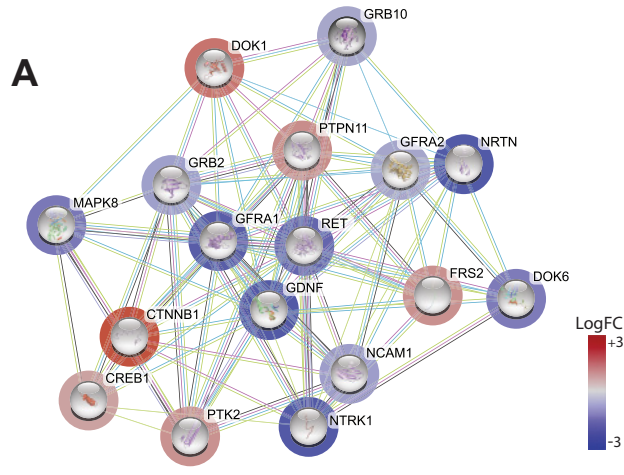 GRB10
DOK1
A
PTPN11
GFRA2
NRTN
GRB2
MAPK8
GFRA1
RET
FRS2
DOK6
GDNF
CTNNB1
LogFC
+3
NCAM1
CREB1
PTK2
NTRK1
-3